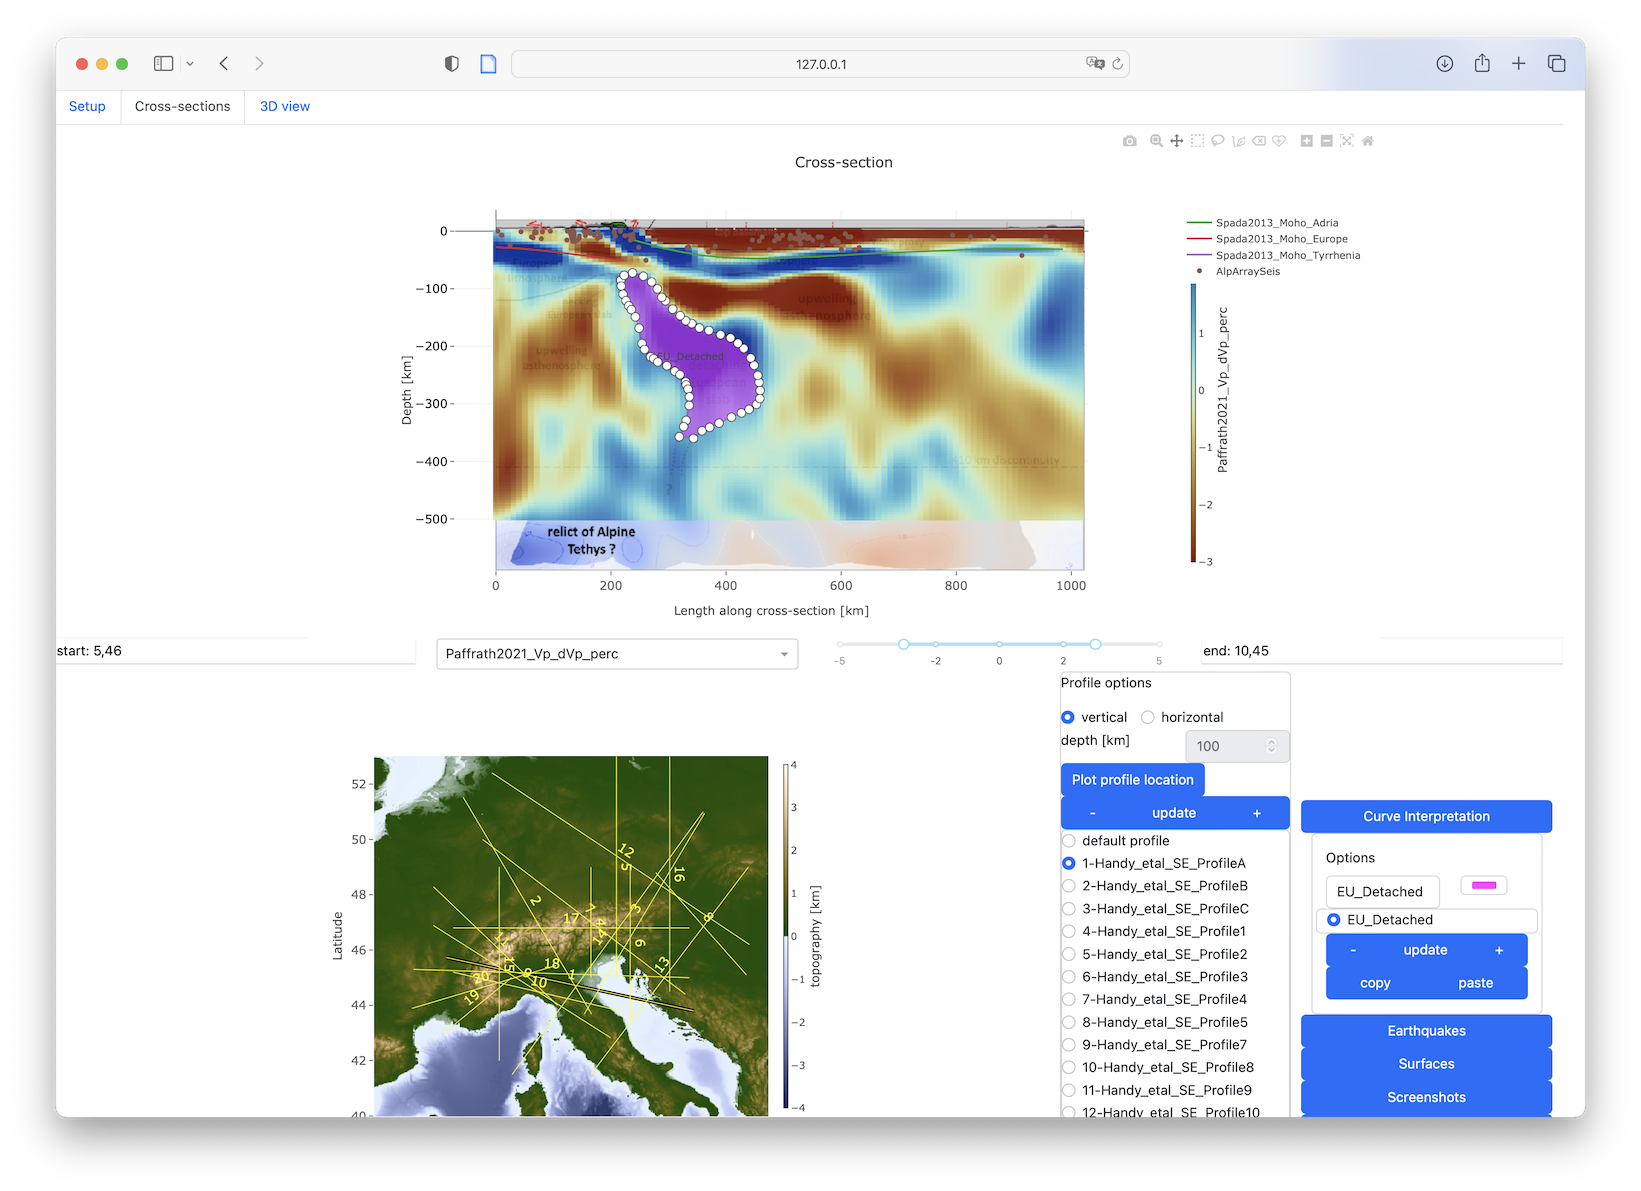 127.0.0.1
Setup
Cross-sections
3D view
Cross-section
Spada2013_Moho_Adria
Spada2013_Moho_Europe
Spada2013_Moho_Tyrrhenia
AlpArraySeis
0
−100
−200
−300
−400
−500
Depth [km]
upwelling
asthenosphere
upwelling
asthenosphere
EU_Detached
410 km discontinuity
relict of Alpine
Tethys ?
0
200
400
600
800
1000
Length along cross-section [km]
1
0
−1
−2
−3
Paffrath2021_Vp_dVp_perc
start: 5,46
Paffrath2021_Vp_dVp_perc
-5
-2
0
2
5
end: 10,45
Profile options
vertical
horizontal
depth [km]
100
Plot profile location
- update +
default profile
1-Handy_etal_SE_ProfileA
2-Handy_etal_SE_ProfileB
3-Handy_etal_SE_ProfileC
4-Handy_etal_SE_Profile1
5-Handy_etal_SE_Profile2
6-Handy_etal_SE_Profile3
7-Handy_etal_SE_Profile4
8-Handy_etal_SE_Profile5
9-Handy_etal_SE_Profile7
10-Handy_etal_SE_Profile8
11-Handy_etal_SE_Profile9
12-Handy_etal_SE_Profile10
Curve Interpretation
Options
EU_Detached
EU_Detached
- update +
copy paste
Earthquakes
Surfaces
Screenshots
52
50
48
46
44
42
40
Latitude
12
5
16
2
17
7
3
8
4
14
6
13
15
18
9
1
20
10
19
4
3
2
1
0
−1
−2
−3
−4
topography [km]